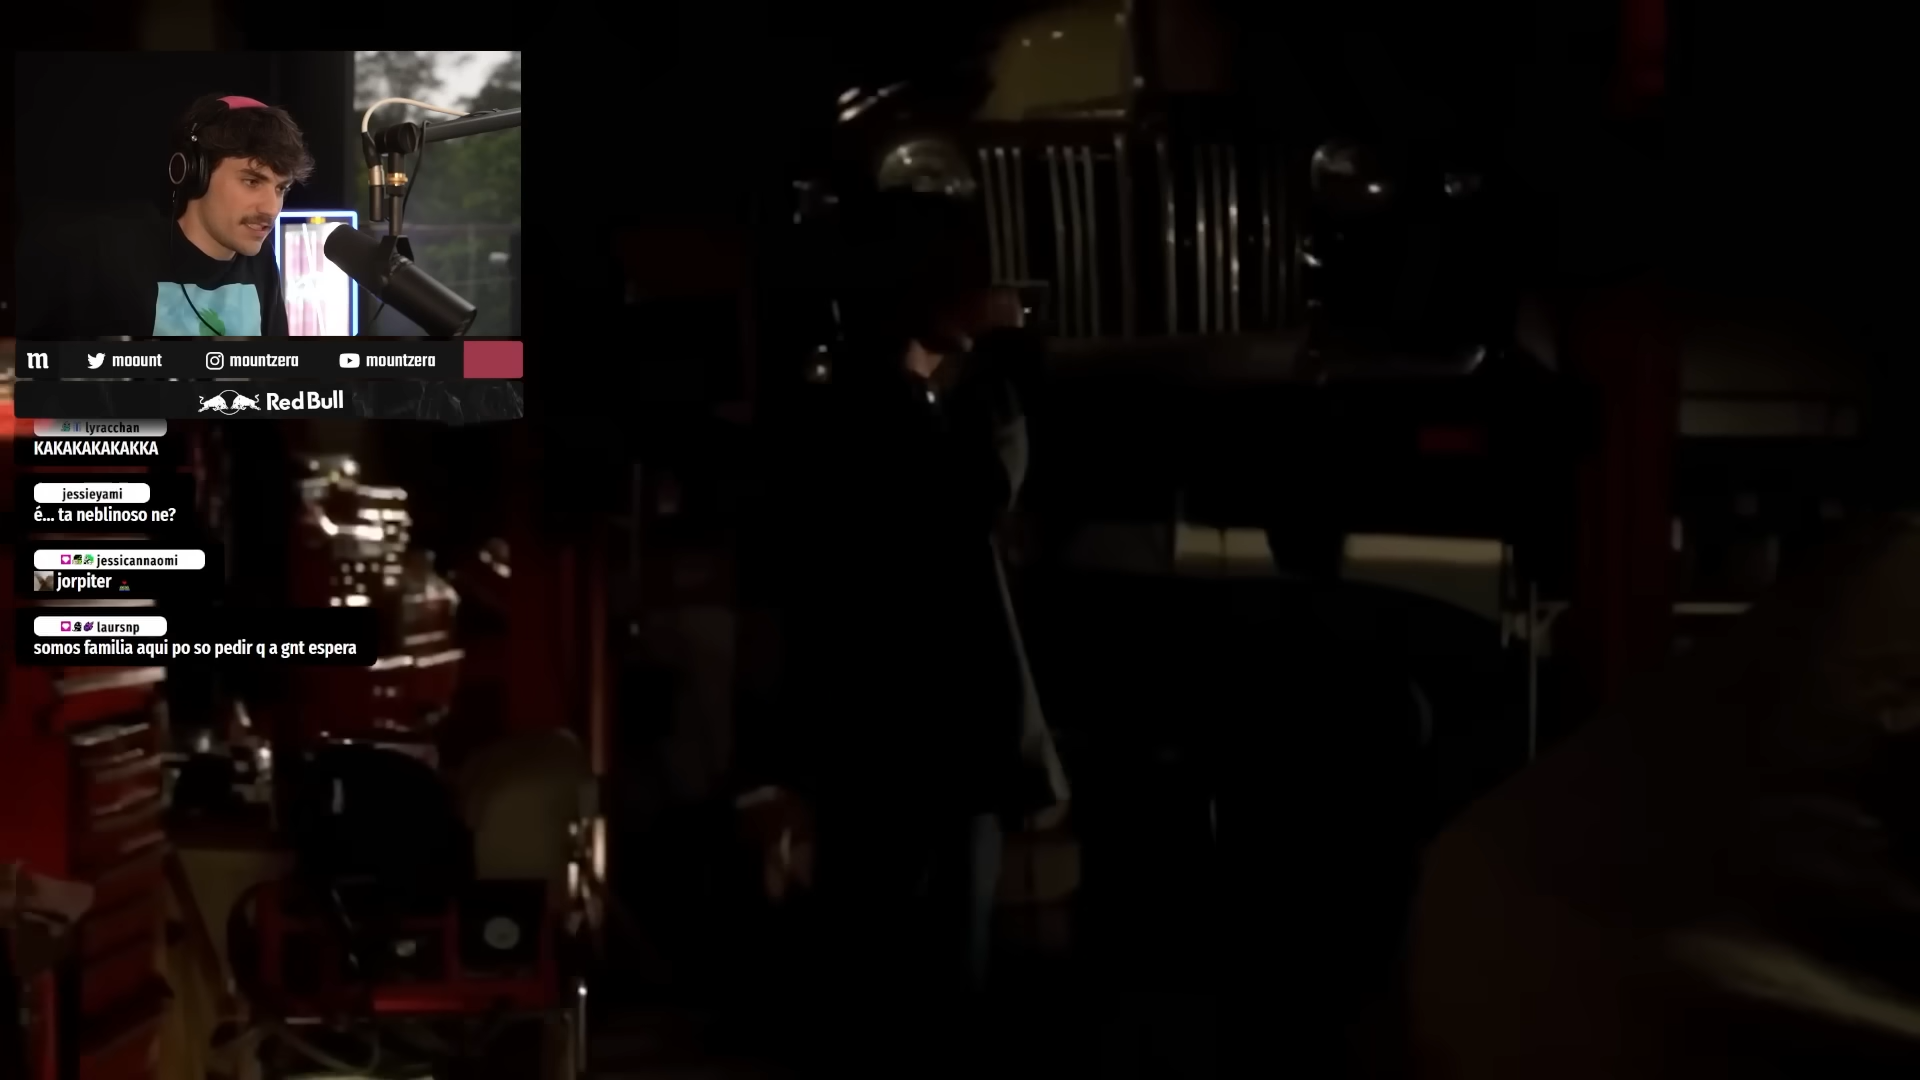 m moount mountzera mountzera
Red Bull
lyracchan
KAKAKAKAKAKKA
jessieyami
é... ta neblinoso ne?
jessicannaomi
jorpiter
laursnp
somos familia aqui po so pedir q a gnt espera